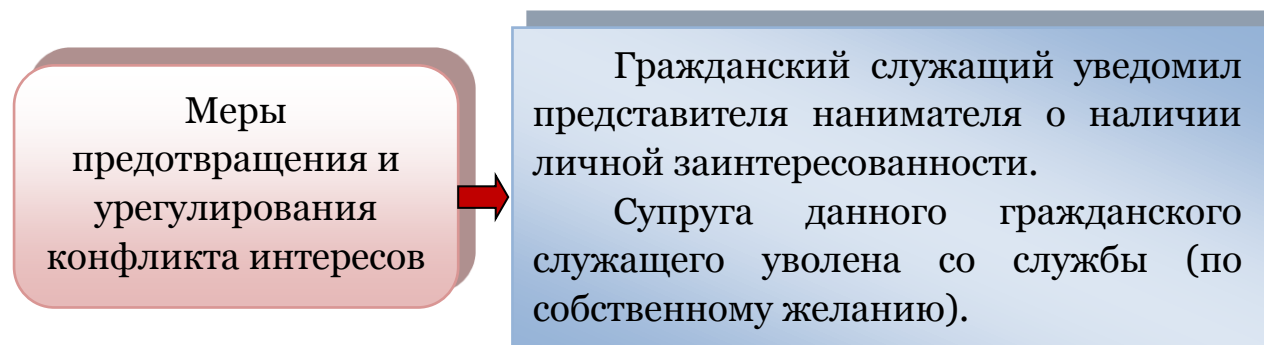 Меры
предотвращения и
урегулирования
конфликта интересов
Гражданский служащий уведомил
представителя нанимателя о наличии
личной заинтересованности.
Супруга данного гражданского
служащего уволена со службы (по
собственному желанию).